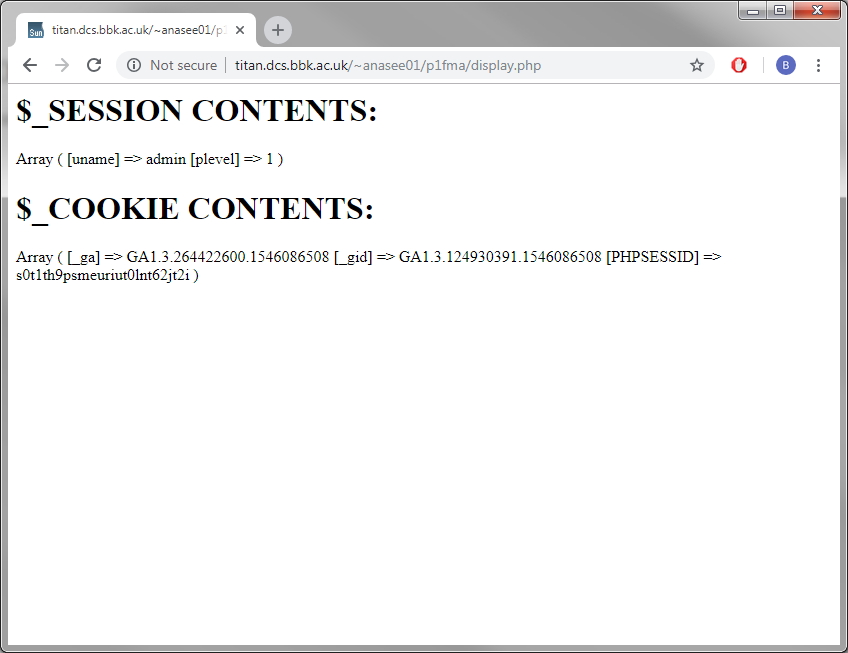 Sun titan.dcs.bbk.ac.uk/~anasee01/p1
Not secure titan.dcs.bbk.ac.uk/~anasee01/p1fma/display.php B
$_SESSION CONTENTS:
Array ( [uname] => admin [plevel] => 1 )
$_COOKIE CONTENTS:
Array ( [_ga] => GA1.3.264422600.1546086508 [_gid] => GA1.3.124930391.1546086508 [PHPSESSID] =>
s0t1th9psmeuriut0lnt62jt2i )